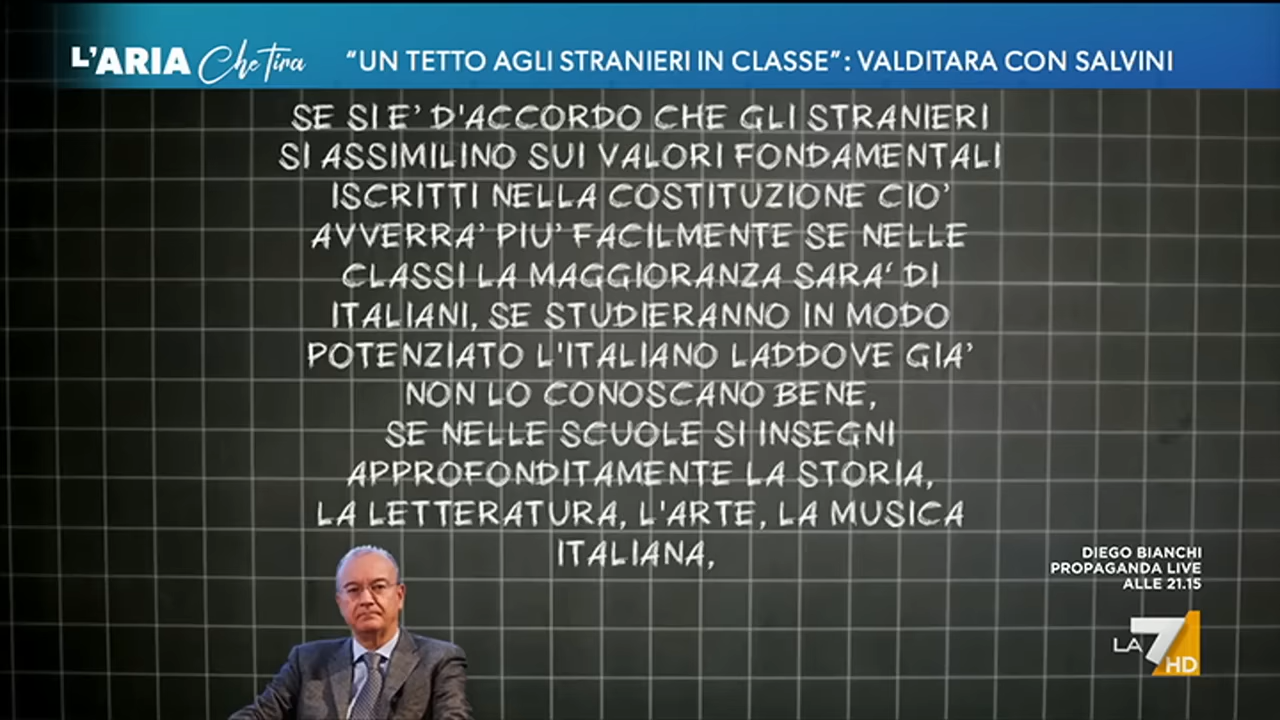 L'ARIA Che tira
"UN TETTO AGLI STRANIERI IN CLASSE": VALDITARA CON SALVINI
SE SI E' D'ACCORDO CHE GLI STRANIERI
SI ASSIMILINO SUI VALORI FONDAMENTALI
ISCRITTI NELLA COSTITUZIONE CIO'
AVVERRA' PIU' FACILMENTE SE NELLE
CLASSI LA MAGGIORANZA SARA' DI
ITALIANI, SE STUDIERANNO IN MODO
POTENZIATO L'ITALIANO LADDOVE GIA'
NON LO CONOSCANO BENE,
SE NELLE SCUOLE SI INSEGNI
APPROFONDITAMENTE LA STORIA,
LA LETTERATURA, L'ARTE, LA MUSICA
ITALIANA,
DIEGO BIANCHI
PROPAGANDA LIVE
ALLE 21.15
LA 7 HD